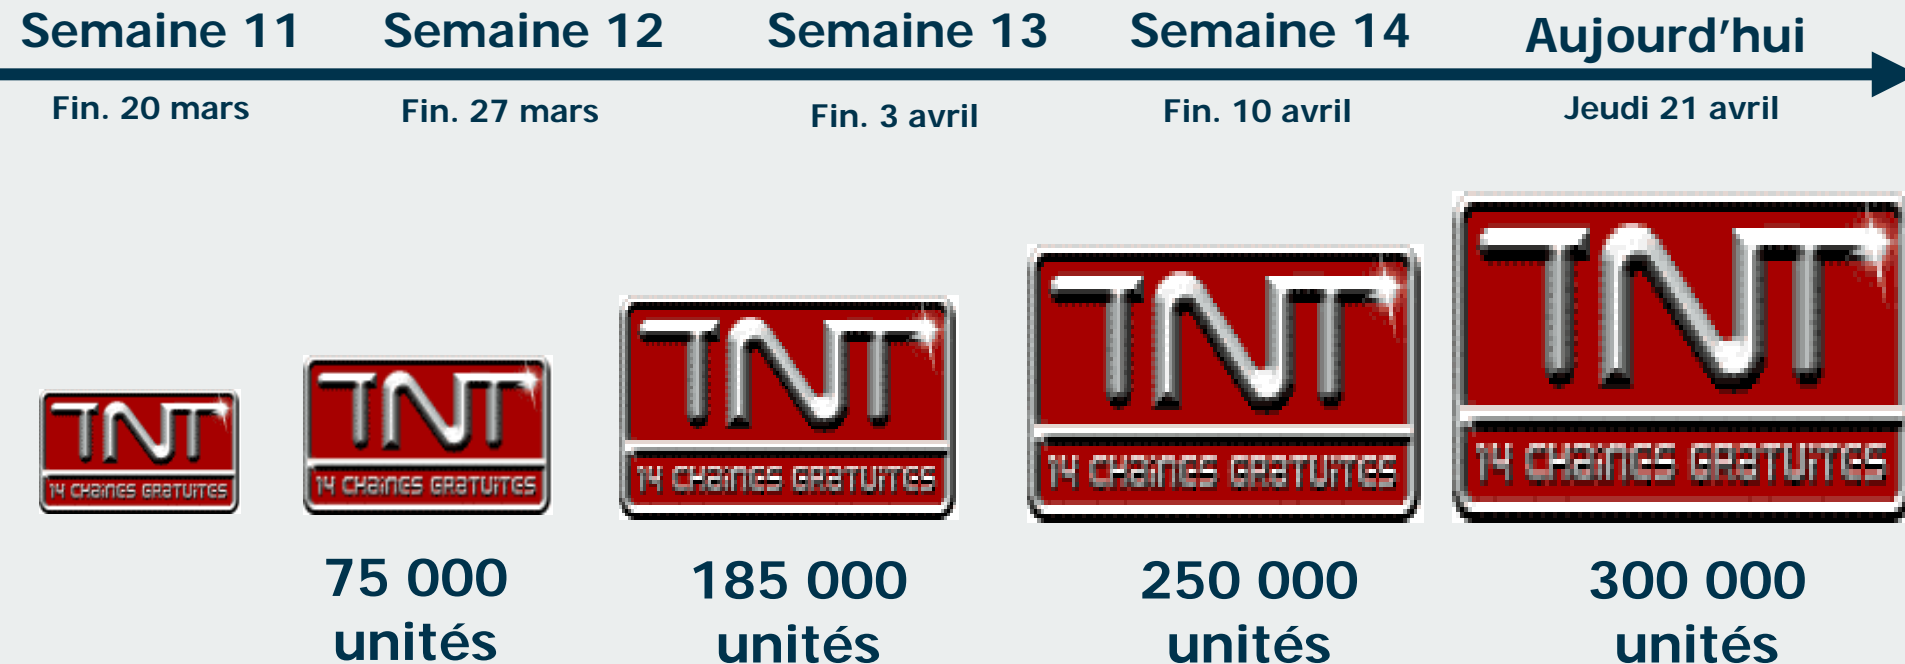 Semaine 11
Semaine 12
Semaine 13
Semaine 14
Aujourd'hui
Fin. 20 mars
Fin. 27 mars
Fin. 3 avril
Fin. 10 avril
Jeudi 21 avril
TNT
14 CHaînes GRaTUITES
TNT
14 CHaînes GRaTUITES
TNT
14 CHaînes GRaTUITES
TNT
14 CHaînes GRaTUITES
TNT
14 CHaînes GRaTUITES
75 000
unités
185 000
unités
250 000
unités
300 000
unités